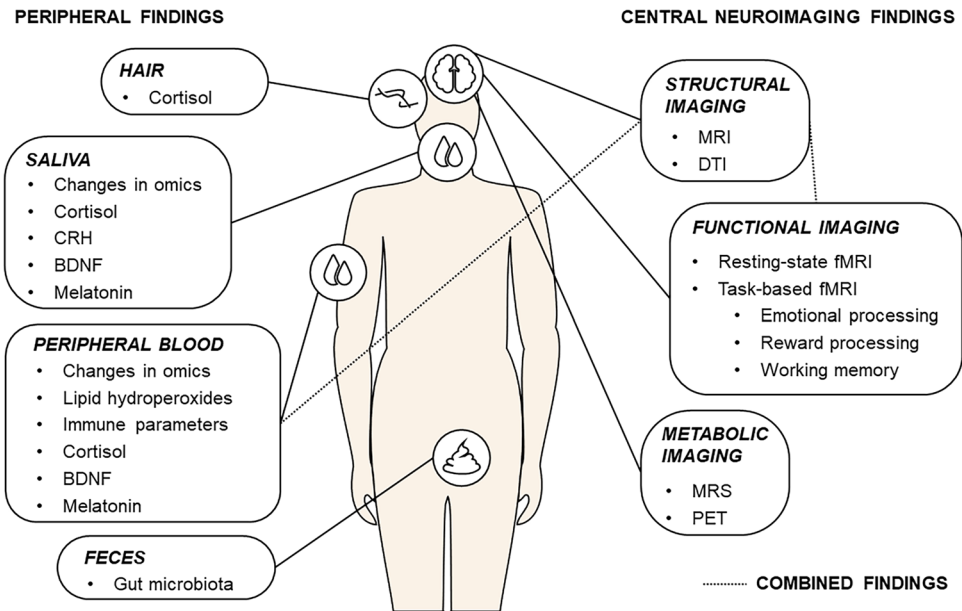 PERIPHERAL FINDINGS
HAIR
• Cortisol
SALIVA
• Changes in omics
• Cortisol
• CRH
• BDNF
• Melatonin
PERIPHERAL BLOOD
• Changes in omics
• Lipid hydroperoxides
• Immune parameters
• Cortisol
• BDNF
• Melatonin
FECES
• Gut microbiota
CENTRAL NEUROIMAGING FINDINGS
STRUCTURAL
IMAGING
• MRI
• DTI
FUNCTIONAL IMAGING
• Resting-state fMRI
• Task-based fMRI
• Emotional processing
• Reward processing
• Working memory
METABOLIC
IMAGING
• MRS
• PET
COMBINED FINDINGS